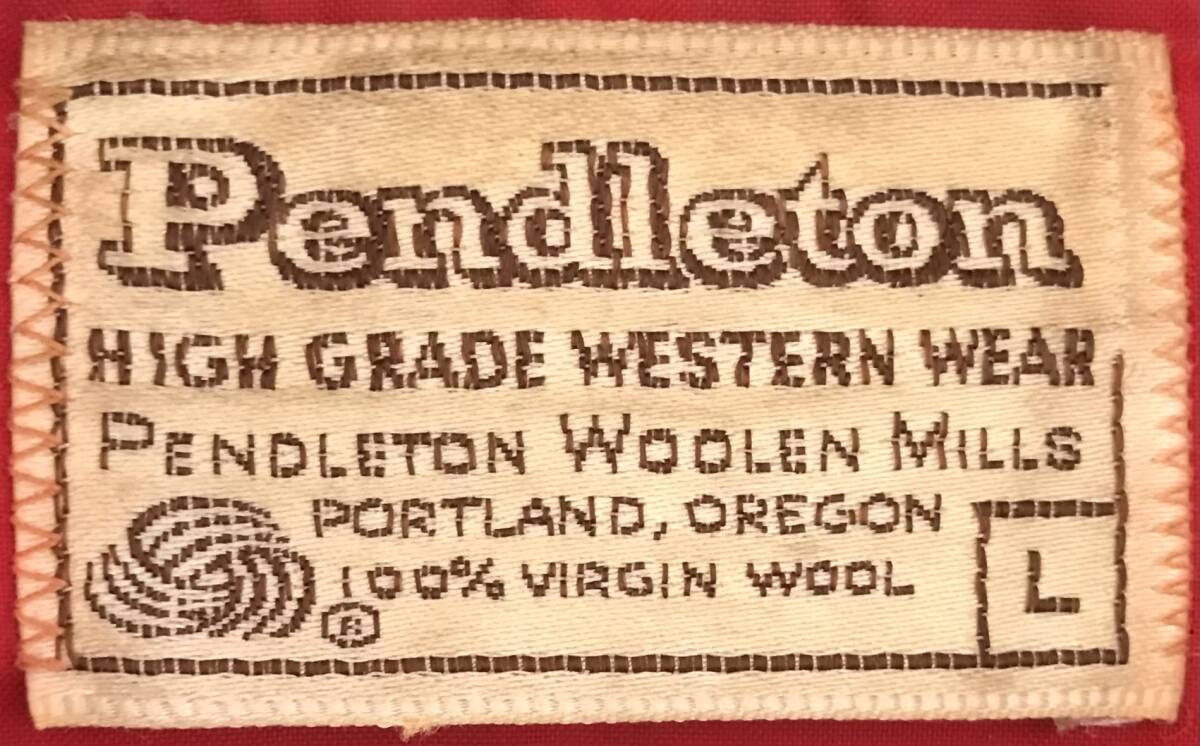 Pendleton
HIGH GRADE WESTERN WEAR
PENDLETON WOOLEN MILLS
PORTLAND, OREGON
100% VIRGIN WOOL
®
L